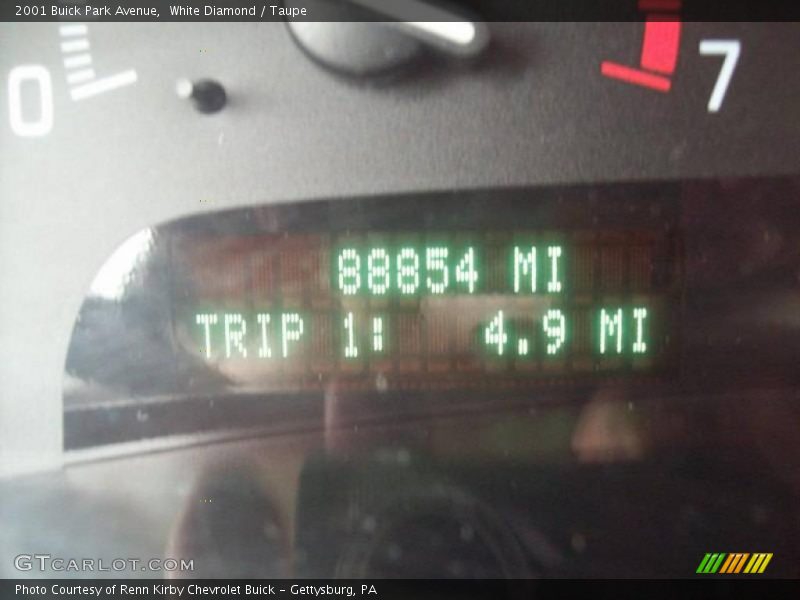 2001 Buick Park Avenue,  White Diamond / Taupe
0
7
88854 MI
TRIP 1: 4.9 MI
GTCARLOT.COM
Photo Courtesy of Renn Kirby Chevrolet Buick - Gettysburg, PA